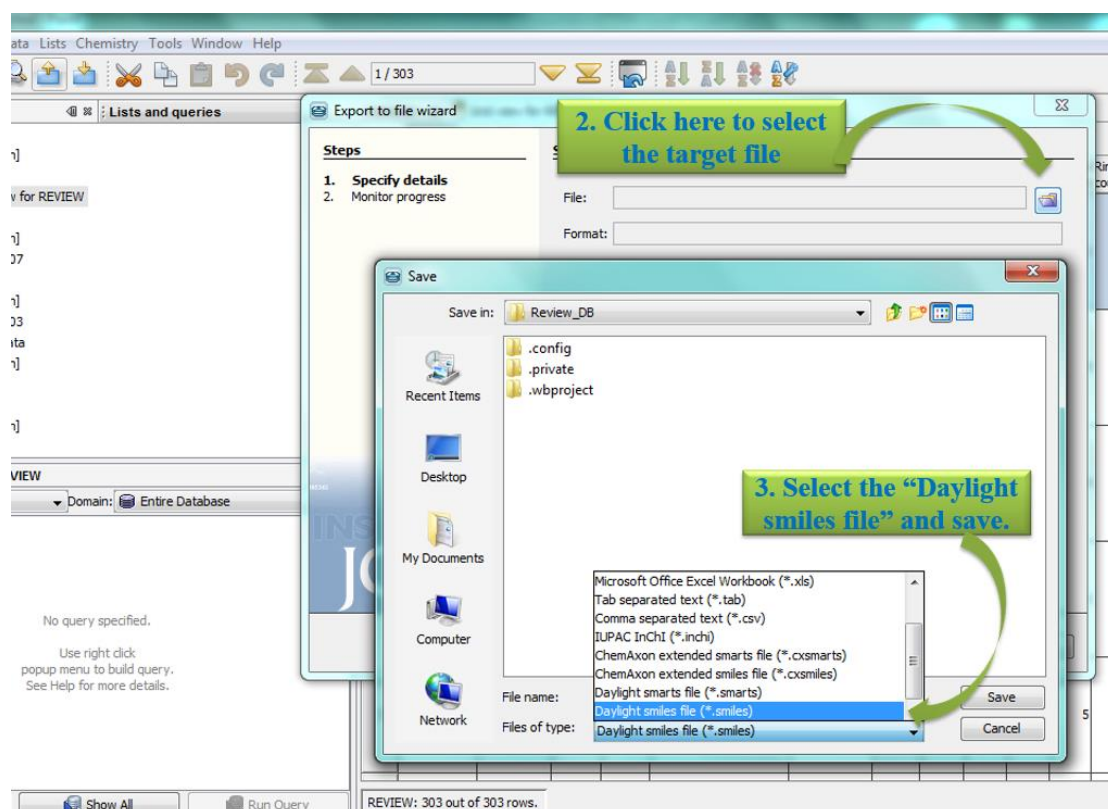 ata Lists Chemistry Tools Window Help
1 / 303
Lists and queries
Export to file wizard
2. Click here to select
the target file
Steps
1. Specify details
2. Monitor progress
File:
Format:
n]
w for REVIEW
n]
07
n]
03
ata
n]
n]
Save
Save in: Review_DB
.config
.private
.wbproject
Recent Items
Desktop
My Documents
Computer
Network
3. Select the “Daylight
smiles file” and save.
Microsoft Office Excel Workbook (*.xls)
Tab separated text (*.tab)
Comma separated text (*.csv)
IUPAC InChI (*.inchi)
ChemAxon extended smarts file (*.cxsmarts)
ChemAxon extended smiles file (*.cxsmiles)
Daylight smarts file (*.smarts)
Daylight smiles file (*.smiles)
File name:
Save
Files of type: Daylight smiles file (*.smiles)
Cancel
VIEW
Domain: Entire Database
No query specified.
Use right click
popup menu to build query.
See Help for more details.
Show All Run Query
REVIEW: 303 out of 303 rows.
5